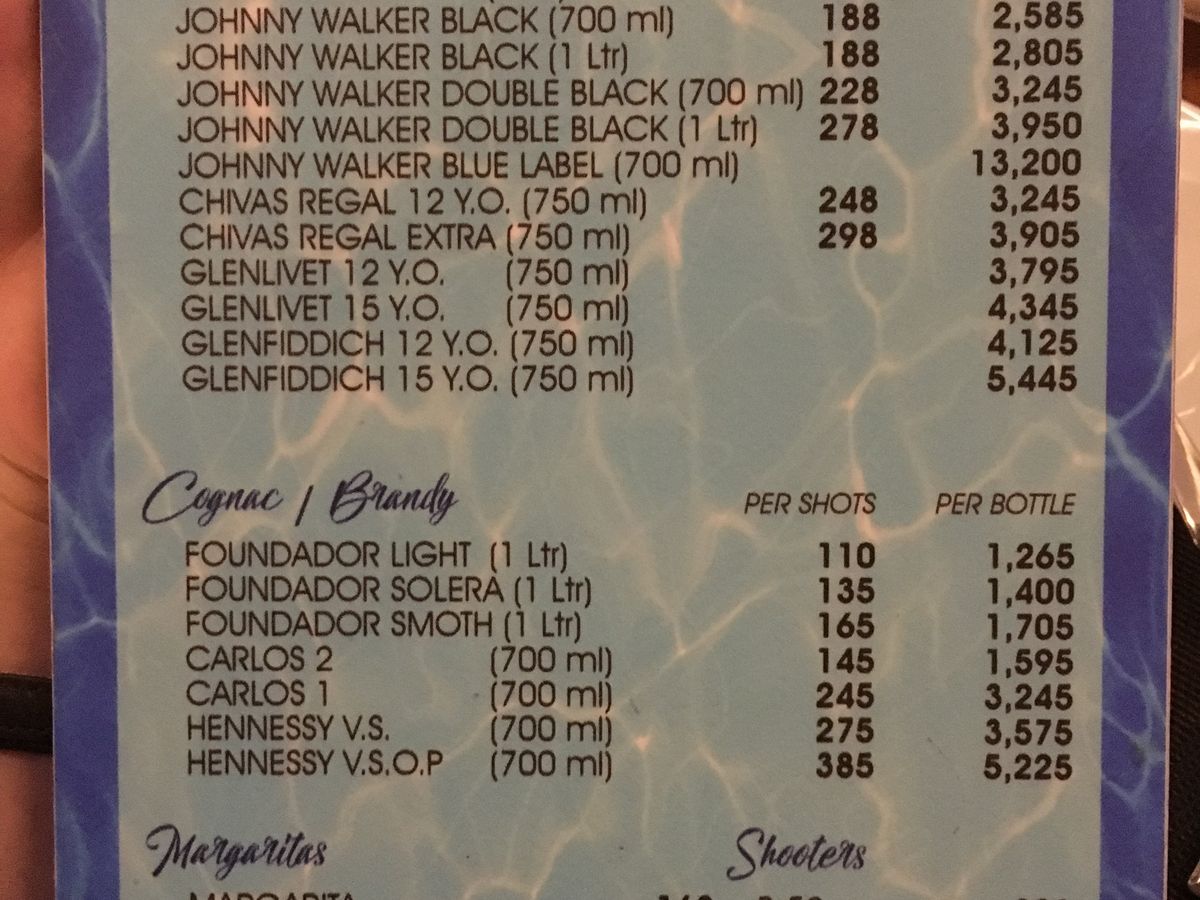 JOHNNY WALKER BLACK (700 ml) 188 2,585
JOHNNY WALKER BLACK (1 Ltr) 188 2,805
JOHNNY WALKER DOUBLE BLACK (700 ml) 228 3,245
JOHNNY WALKER DOUBLE BLACK (1 Ltr) 278 3,950
JOHNNY WALKER BLUE LABEL (700 ml) 13,200
CHIVAS REGAL 12 Y.O. (750 ml) 248 3,245
CHIVAS REGAL EXTRA (750 ml) 298 3,905
GLENLIVET 12 Y.O. (750 ml) 3,795
GLENLIVET 15 Y.O. (750 ml) 4,345
GLENFIDDICH 12 Y.O. (750 ml) 4,125
GLENFIDDICH 15 Y.O. (750 ml) 5,445
Cognac / Brandy PER SHOTS PER BOTTLE
FOUNDADOR LIGHT (1 Ltr) 110 1,265
FOUNDADOR SOLERA (1 Ltr) 135 1,400
FOUNDADOR SMOTH (1 Ltr) 165 1,705
CARLOS 2 (700 ml) 145 1,595
CARLOS 1 (700 ml) 245 3,245
HENNESSY V.S. (700 ml) 275 3,575
HENNESSY V.S.O.P (700 ml) 385 5,225
Margaritas Shooters
MARGARITA